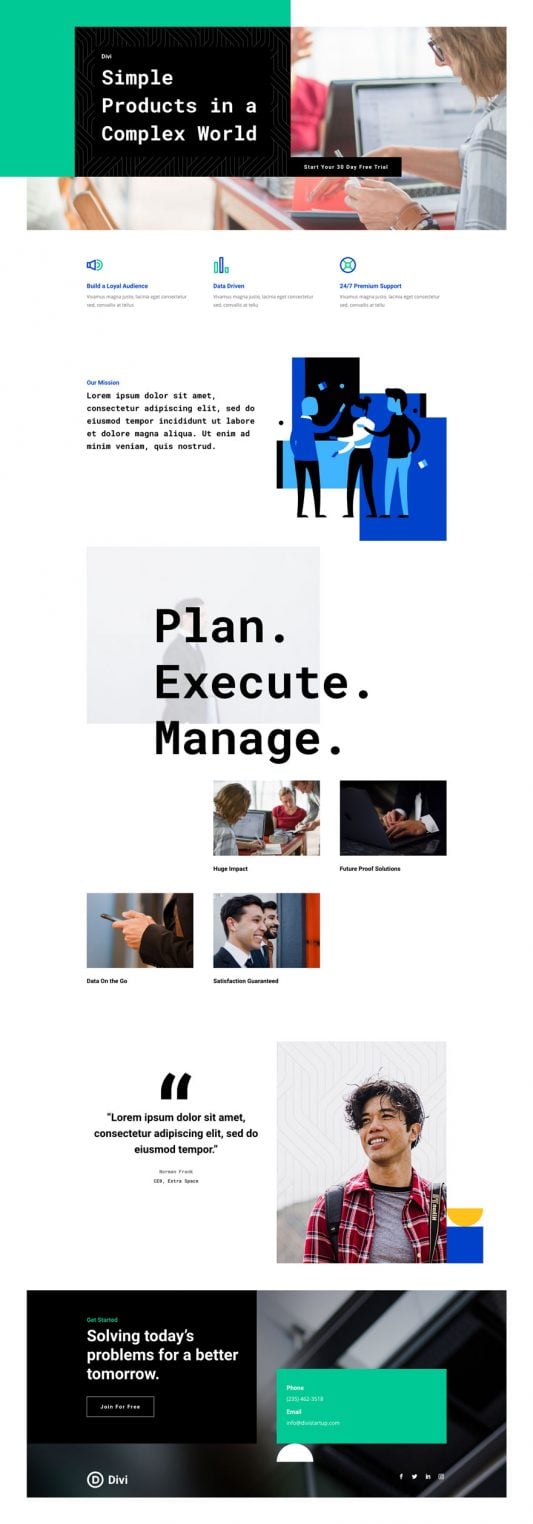 Divi
Simple
Products in a
Complex World
Start Your 30 Day Free Trial
Build a Loyal Audience
Vivamus magna justo, lacinia eget consectetur
sed, convallis at tellus
Data Driven
Vivamus magna justo, lacinia eget consectetur
sed, convallis at tellu
24/7 Premium Support
Vivamus magna justo, lacinia eget consectetur
sed, convallis at tellu
Our Mission
Lorem ipsum dolor sit amet,
consectetur adipiscing elit, sed do
eiusmod tempor incididunt ut labore
et dolore magna aliqua. Ut enim ad
minim veniam, quis nostrud.
Plan.
Execute.
Manage.
Huge Impact
Future Proof Solutions
Data On the Go
Satisfaction Guaranteed
“
“Lorem ipsum dolor sit amet,
consectetur adipiscing elit, sed do
eiusmod tempor.”
Norman Frank
CEO, Extra Space
Get Started
Solving today’s
problems for a better
tomorrow.
Join For Free
Phone
(235) 462-3518
Email
info@divistartup.com
D Divi